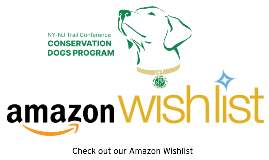 NY-NJ Trail Conference
CONSERVATION
DOGS PROGRAM
amazon wishlist
Check out our Amazon Wishlist